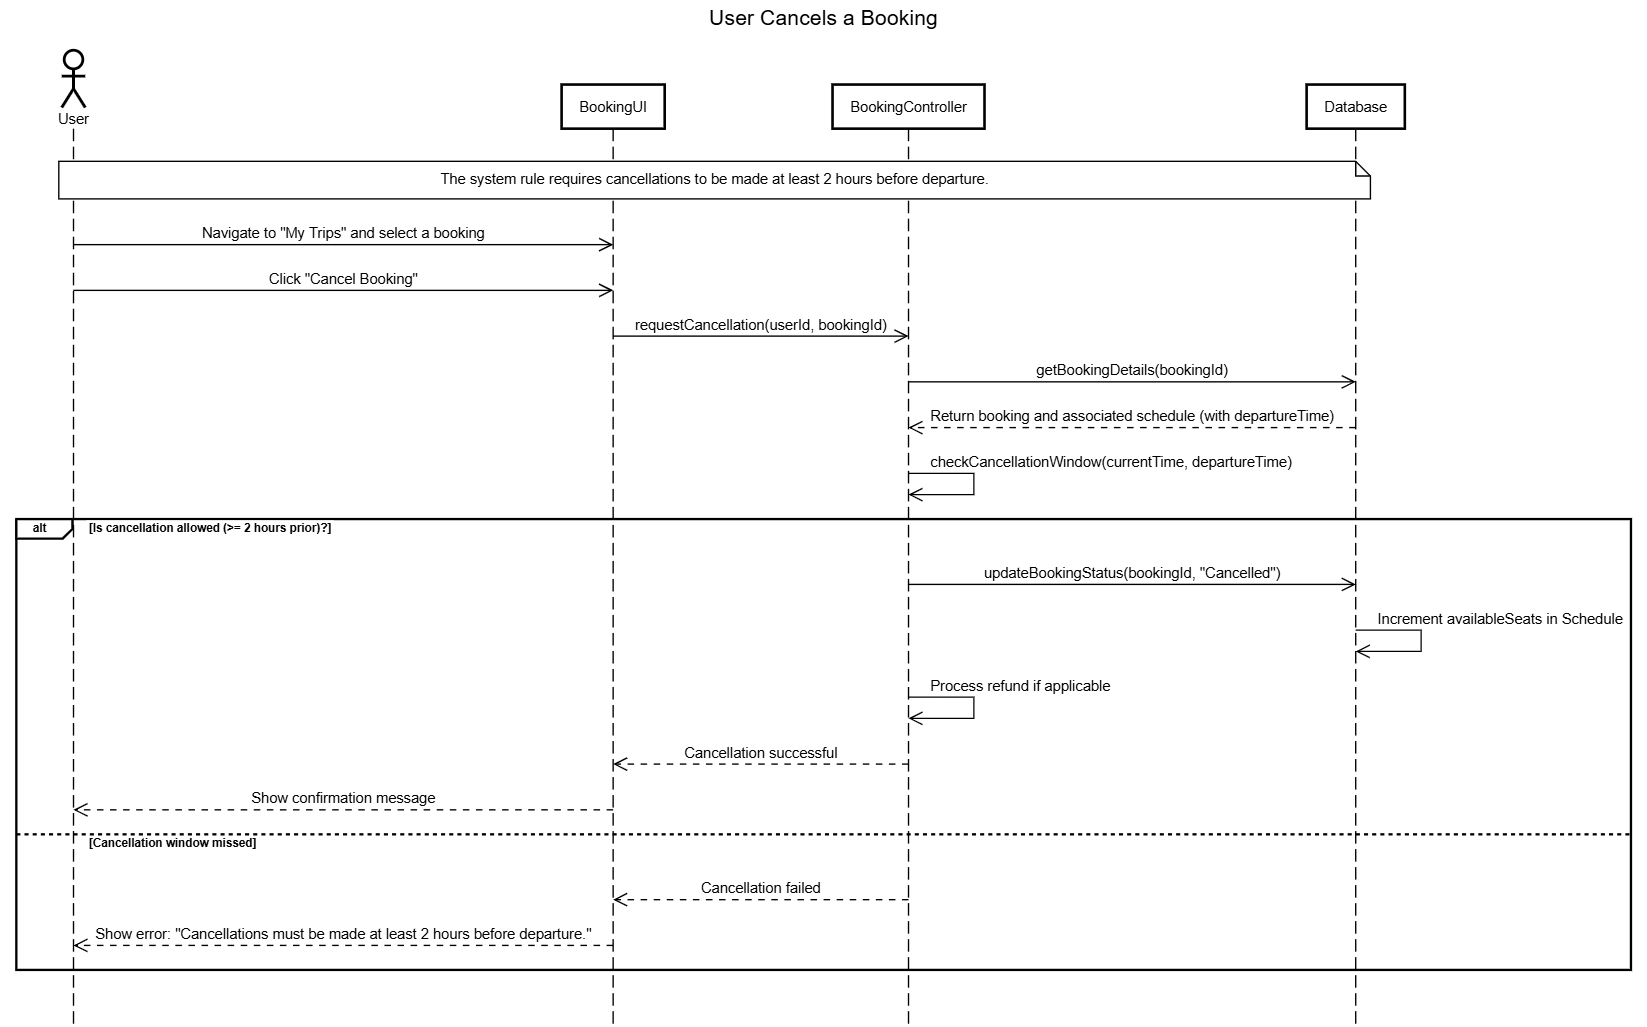 User Cancels a Booking
User
BookingUI
BookingController
Database
The system rule requires cancellations to be made at least 2 hours before departure.
Navigate to "My Trips" and select a booking
Click "Cancel Booking"
requestCancellation(userId, bookingId)
getBookingDetails(bookingId)
Return booking and associated schedule (with departureTime)
checkCancellationWindow(currentTime, departureTime)
alt
[Is cancellation allowed (>= 2 hours prior)?]
updateBookingStatus(bookingId, "Cancelled")
Increment availableSeats in Schedule
Process refund if applicable
Cancellation successful
Show confirmation message
[Cancellation window missed]
Cancellation failed
Show error: "Cancellations must be made at least 2 hours before departure."